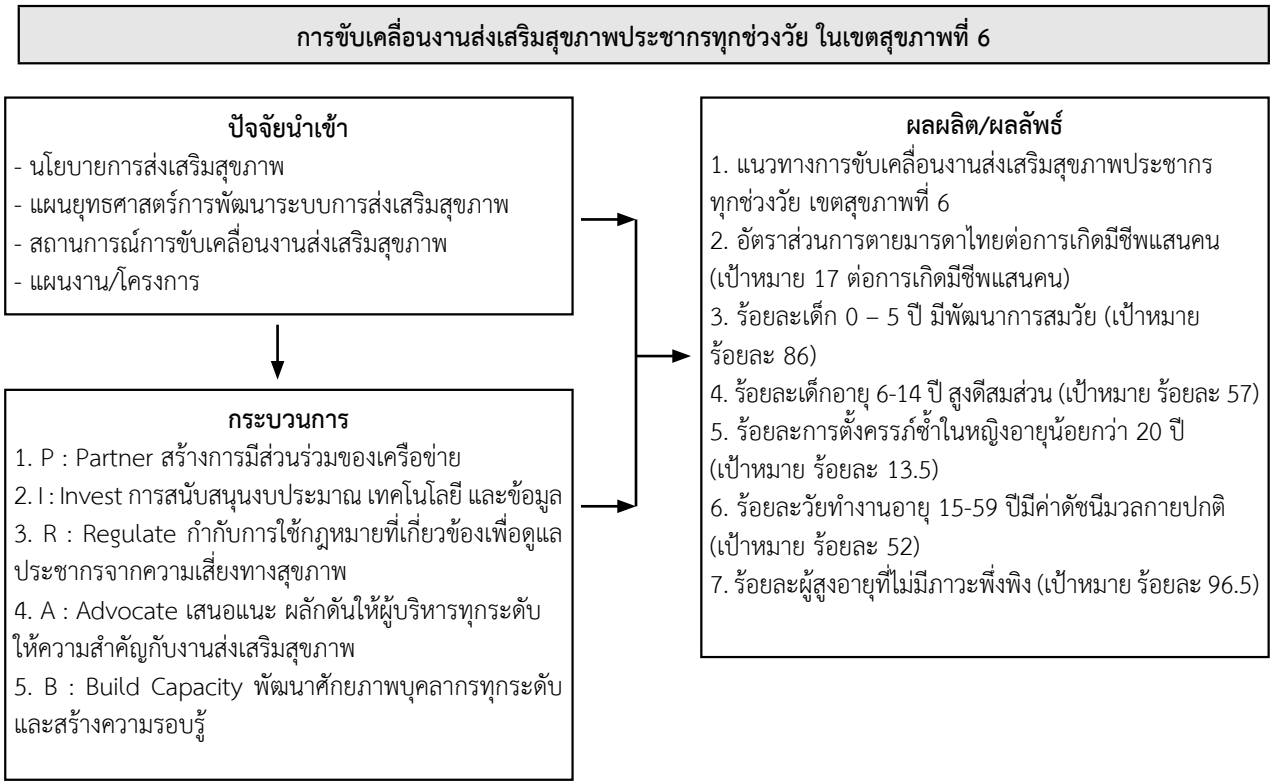 การขับเคลื่อนงานส่งเสริมสุขภาพประชากรทุกช่วงวัย ในเขตสุขภาพที่ 6
ปัจจัยนำเข้า
- นโยบายการส่งเสริมสุขภาพ
- แผนยุทธศาสตร์การพัฒนาระบบการส่งเสริมสุขภาพ
- สถานการณ์การขับเคลื่อนงานส่งเสริมสุขภาพ
- แผนงาน/โครงการ
กระบวนการ
1. P : Partner สร้างการมีส่วนร่วมของเครือข่าย
2. I : Invest การสนับสนุนงบประมาณ เทคโนโลยี และข้อมูล
3. R : Regulate กำกับการใช้กฎหมายที่เกี่ยวข้องเพื่อดูแล
ประชากรจากความเสี่ยงทางสุขภาพ
4. A : Advocate เสนอแนะ ผลักดันให้ผู้บริหารทุกระดับ
ให้ความสำคัญกับงานส่งเสริมสุขภาพ
5. B : Build Capacity พัฒนาศักยภาพบุคลากรทุกระดับ
และสร้างความรอบรู้
ผลผลิต/ผลลัพธ์
1. แนวทางการขับเคลื่อนงานส่งเสริมสุขภาพประชากร
ทุกช่วงวัย เขตสุขภาพที่ 6
2. อัตราส่วนการตายมารดาไทยต่อการเกิดมีชีพแสนคน
(เป้าหมาย 17 ต่อการเกิดมีชีพแสนคน)
3. ร้อยละเด็ก 0 – 5 ปี มีพัฒนาการสมวัย (เป้าหมาย
ร้อยละ 86)
4. ร้อยละเด็กอายุ 6-14 ปี สูงดีสมส่วน (เป้าหมาย ร้อยละ 57)
5. ร้อยละการตั้งครรภ์ซ้ำในหญิงอายุน้อยกว่า 20 ปี
(เป้าหมาย ร้อยละ 13.5)
6. ร้อยละวัยทำงานอายุ 15-59 ปีมีค่าดัชนีมวลกายปกติ
(เป้าหมาย ร้อยละ 52)
7. ร้อยละผู้สูงอายุที่ไม่มีภาวะพึ่งพิง (เป้าหมาย ร้อยละ 96.5)